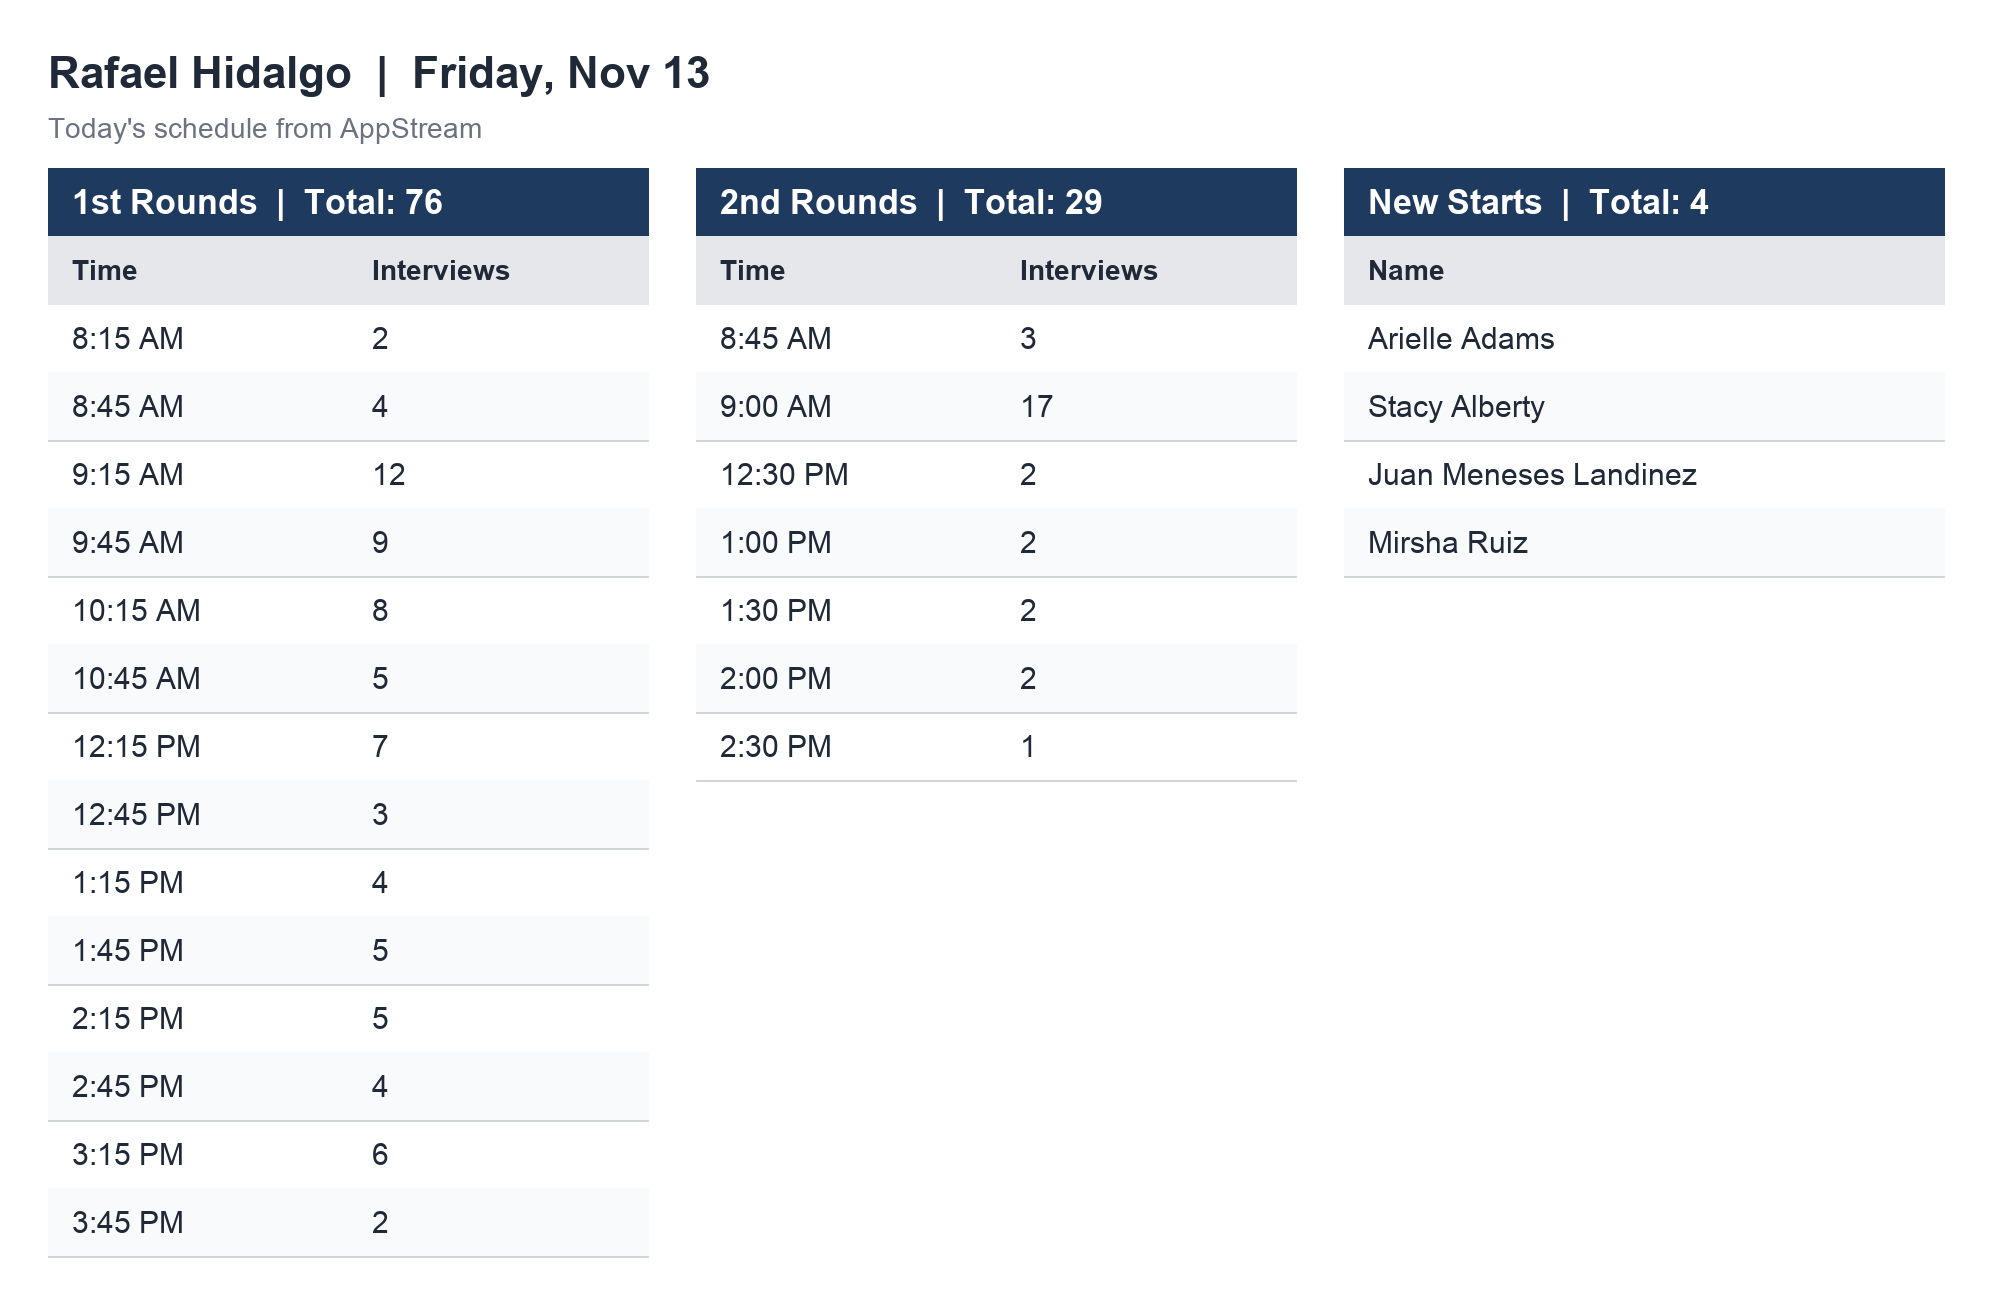 Rafael Hidalgo | Friday, Nov 13
Today's schedule from AppStream
1st Rounds | Total: 76
Time Interviews
8:15 AM 2
8:45 AM 4
9:15 AM 12
9:45 AM 9
10:15 AM 8
10:45 AM 5
12:15 PM 7
12:45 PM 3
1:15 PM 4
1:45 PM 5
2:15 PM 5
2:45 PM 4
3:15 PM 6
3:45 PM 2
2nd Rounds | Total: 29
Time Interviews
8:45 AM 3
9:00 AM 17
12:30 PM 2
1:00 PM 2
1:30 PM 2
2:00 PM 2
2:30 PM 1
New Starts | Total: 4
Name
Arielle Adams
Stacy Alberty
Juan Meneses Landinez
Mirsha Ruiz